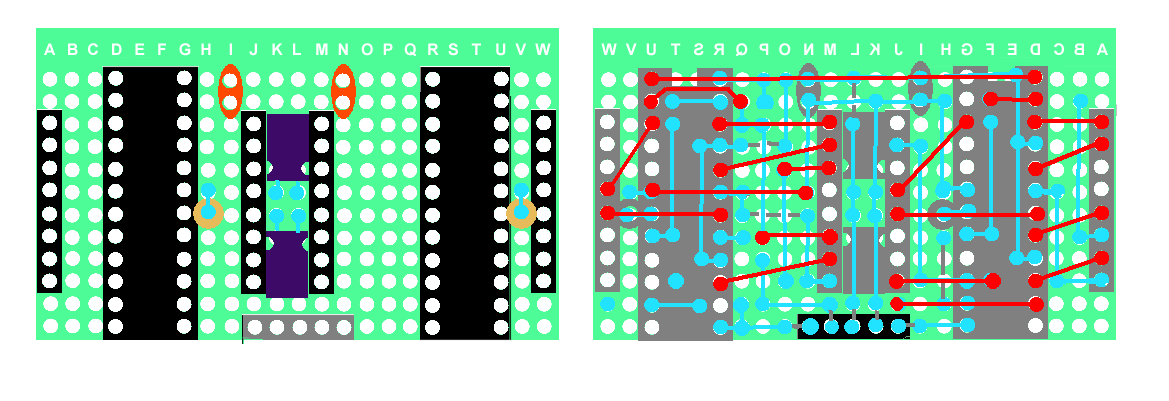 A B C D E F G H I J K L M N O P Q R S T U V W
W V U T S R Q P O N M L K J I H G F E D C B A